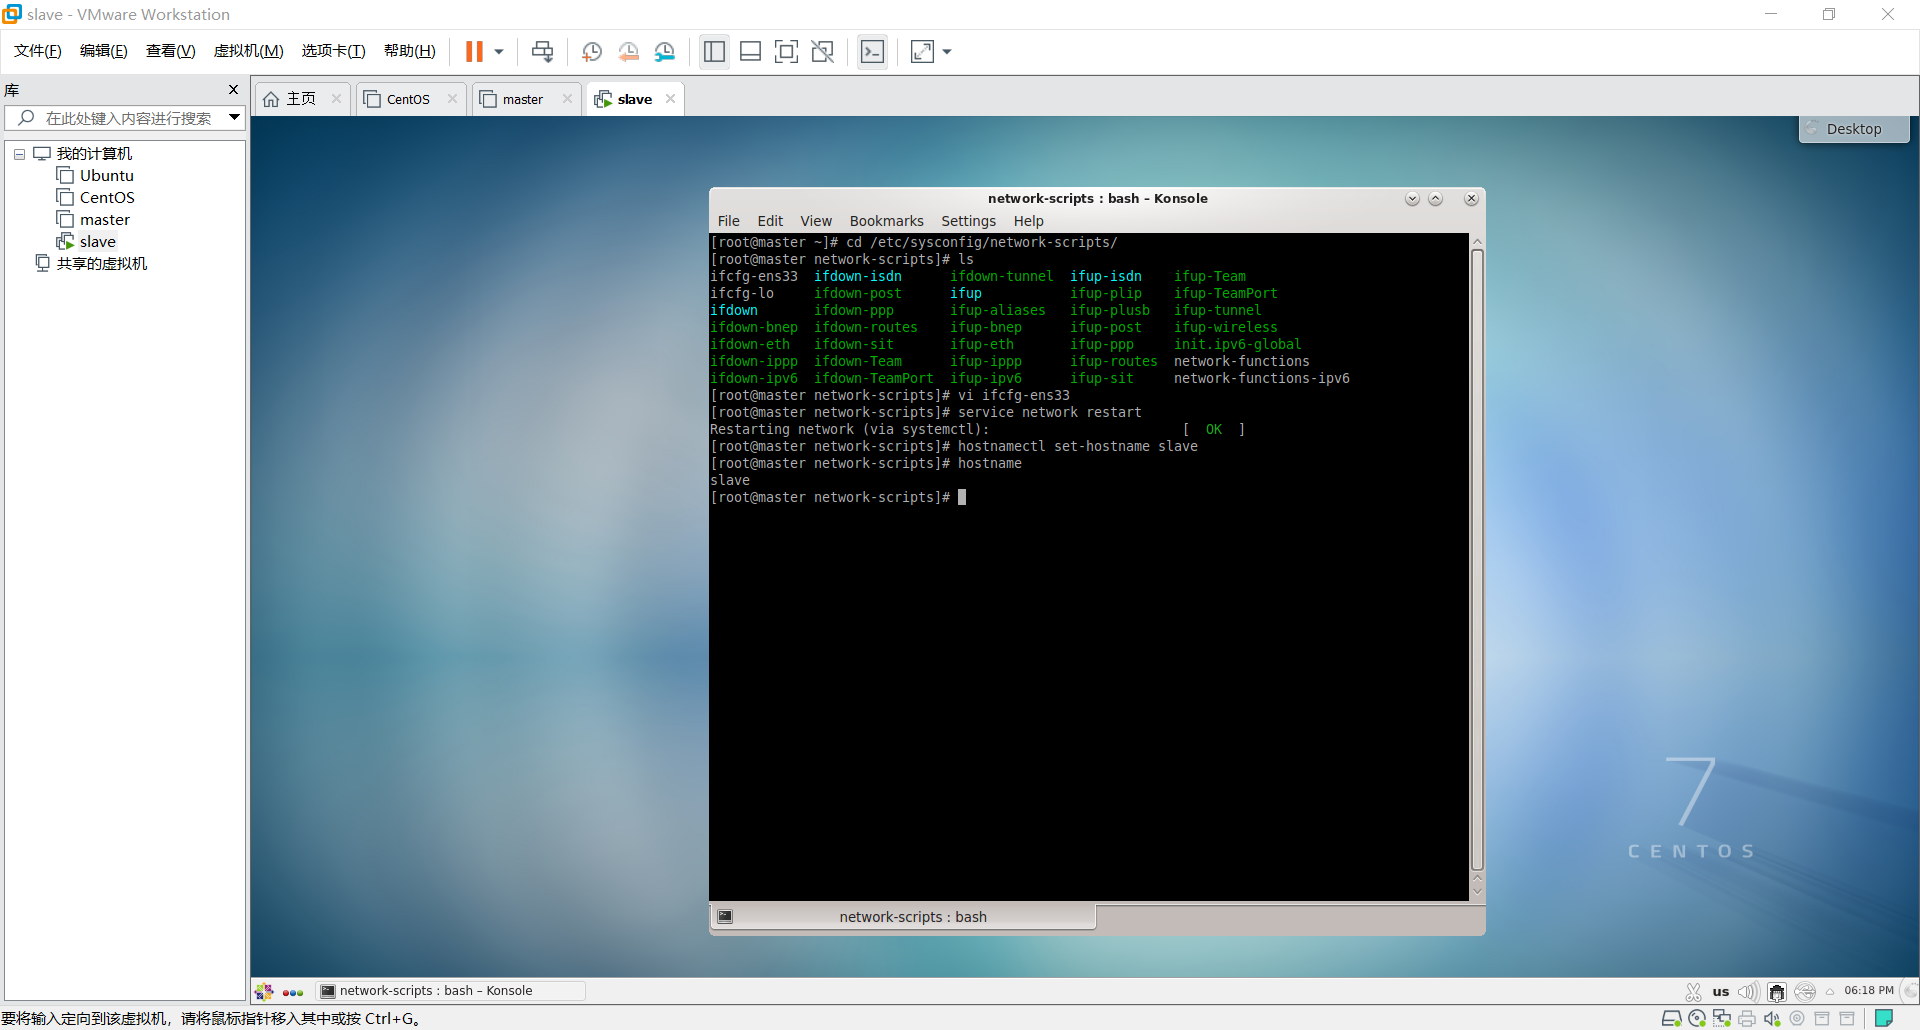 slave - VMware Workstation
文件(F) 编辑(E) 查看(V) 虚拟机(M) 选项卡(T) 帮助(H)
库
在此处键入内容进行搜索
我的计算机
Ubuntu
CentOS
master
slave
共享的虚拟机
主页 CentOS master slave
Desktop
network-scripts : bash – Konsole
File Edit View Bookmarks Settings Help
[root@master ~]# cd /etc/sysconfig/network-scripts/
[root@master network-scripts]# ls
ifcfg-ens33 ifdown-isdn ifdown-tunnel ifup-isdn ifup-Team
ifcfg-lo ifdown-post ifup ifup-plip ifup-TeamPort
ifdown ifdown-ppp ifup-aliases ifup-plusb ifup-tunnel
ifdown-bnep ifdown-routes ifup-bnep ifup-post ifup-wireless
ifdown-eth ifdown-sit ifup-eth ifup-ppp init.ipv6-global
ifdown-ippp ifdown-Team ifup-ippp ifup-routes network-functions
ifdown-ipv6 ifdown-TeamPort ifup-ipv6 ifup-sit network-functions-ipv6
[root@master network-scripts]# vi ifcfg-ens33
[root@master network-scripts]# service network restart
Restarting network (via systemctl): [ OK ]
[root@master network-scripts]# hostnamectl set-hostname slave
[root@master network-scripts]# hostname
slave
[root@master network-scripts]#
7
CENTOS
network-scripts : bash
network-scripts : bash – Konsole
us
06:18 PM
要将输入定向到该虚拟机，请将鼠标指针移入其中或按 Ctrl+G。